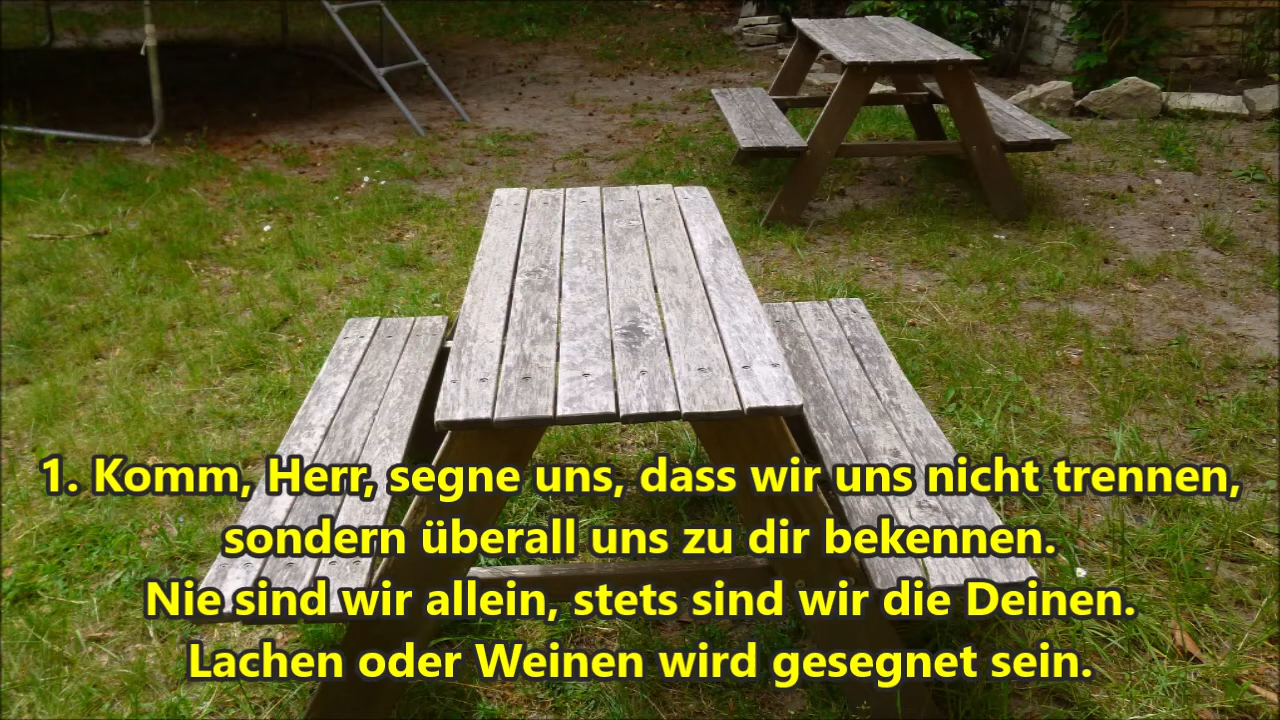 1. Komm, Herr, segne uns, dass wir uns nicht trennen,
sondern überall uns zu dir bekennen.
Nie sind wir allein, stets sind wir die Deinen.
Lachen oder Weinen wird gesegnet sein.